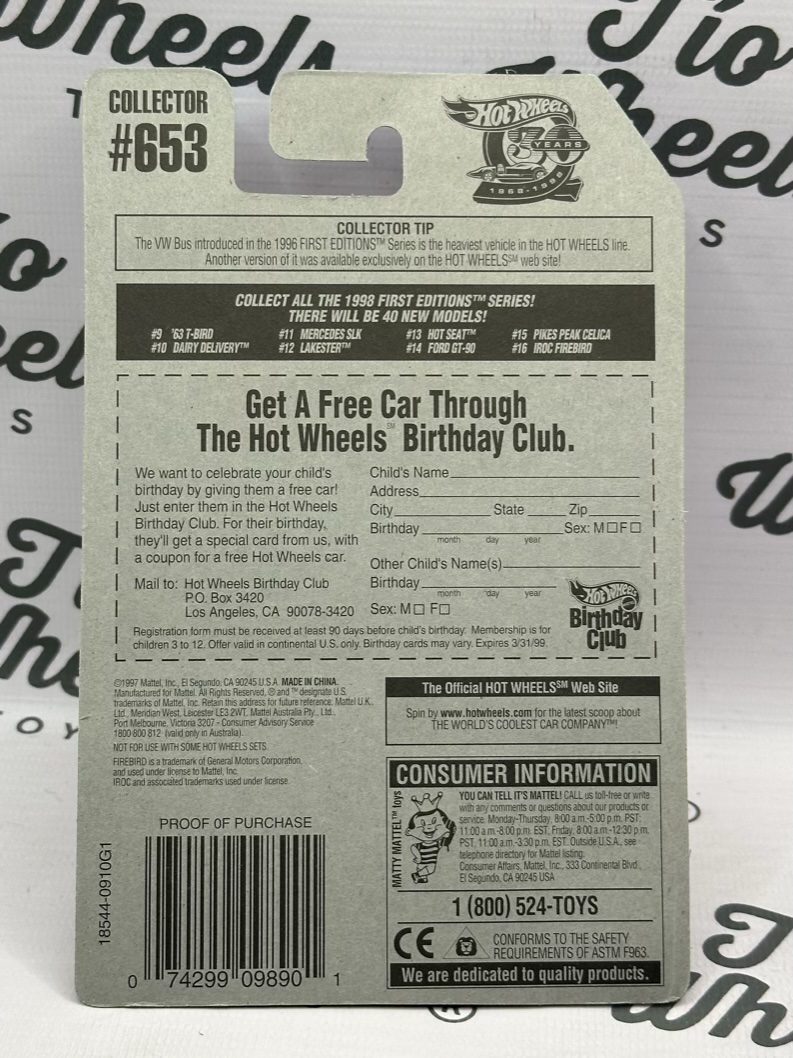 COLLECTOR
#653
HOT WHEELS
30
YEARS
1968-1998
COLLECTOR TIP
The VW Bus introduced in the 1996 FIRST EDITIONS™ Series is the heaviest vehicle in the HOT WHEELS line.
Another version of it was available exclusively on the HOT WHEELS℠ web site!
COLLECT ALL THE 1998 FIRST EDITIONS™ SERIES!
THERE WILL BE 40 NEW MODELS!
#9 '63 T-BIRD #11 MERCEDES SLK #13 HOT SEAT™ #15 PIKES PEAK CELICA
#10 DAIRY DELIVERY™ #12 LAKESTER™ #14 FORD GT-90 #16 IROC FIREBIRD
Get A Free Car Through
The Hot Wheels℠ Birthday Club.
We want to celebrate your child's
birthday by giving them a free car!
Just enter them in the Hot Wheels
Birthday Club. For their birthday,
they'll get a special card from us, with
a coupon for a free Hot Wheels car.
Mail to: Hot Wheels Birthday Club
P.O. Box 3420
Los Angeles, CA 90078-3420
Child's Name
Address
City State Zip
Birthday Sex: M☐ F☐
month day year
Other Child's Name(s)
Birthday
month day year
Sex: M☐ F☐
Hot Wheels
Birthday
Club
Registration form must be received at least 90 days before child's birthday. Membership is for
children 3 to 12. Offer valid in continental U.S. only. Birthday cards may vary. Expires 3/31/99.
©1997 Mattel, Inc., El Segundo, CA 90245 U.S.A. MADE IN CHINA.
Manufactured for Mattel. All Rights Reserved. ® and ™ designate U.S.
trademarks of Mattel, Inc. Retain this address for future reference: Mattel U.K.
Ltd., Meridian West, Leicester LE3 2WT. Mattel Australia Pty., Ltd.,
Port Melbourne, Victoria 3207 - Consumer Advisory Service
1800 800 812 (valid only in Australia).
NOT FOR USE WITH SOME HOT WHEELS SETS.
FIREBIRD is a trademark of General Motors Corporation,
and used under license to Mattel, Inc.
IROC and associated trademarks used under license.
The Official HOT WHEELS℠ Web Site
Spin by www.hotwheels.com for the latest scoop about
THE WORLD'S COOLEST CAR COMPANY™!
CONSUMER INFORMATION
MATTY MATTEL™ toys
YOU CAN TELL IT'S MATTEL! CALL us toll-free or write
with any comments or questions about our products or
service. Monday-Thursday, 8:00 a.m.-5:00 p.m. PST;
11:00 a.m.-8:00 p.m. EST, Friday, 8:00 a.m.-12:30 p.m.
PST, 11:00 a.m.-3:30 p.m. EST. Outside U.S.A., see
telephone directory for Mattel listing.
Consumer Affairs, Mattel, Inc., 333 Continental Blvd.,
El Segundo, CA 90245 USA
1 (800) 524-TOYS
CE
CONFORMS TO THE SAFETY
REQUIREMENTS OF ASTM F963.
We are dedicated to quality products.
PROOF OF PURCHASE
18544-0910G1
0 74299 09890 1